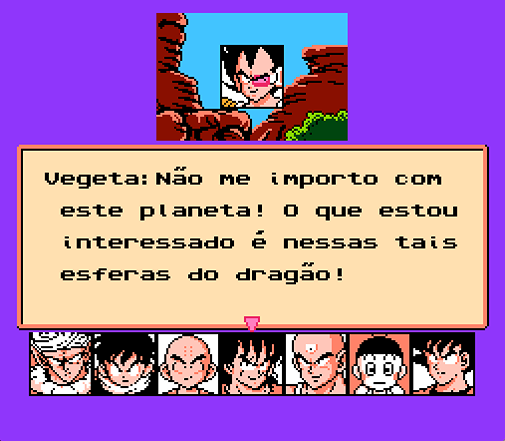 Vegeta:Não me importo com
este planeta! O que estou
interessado é nessas tais
esferas do dragão!